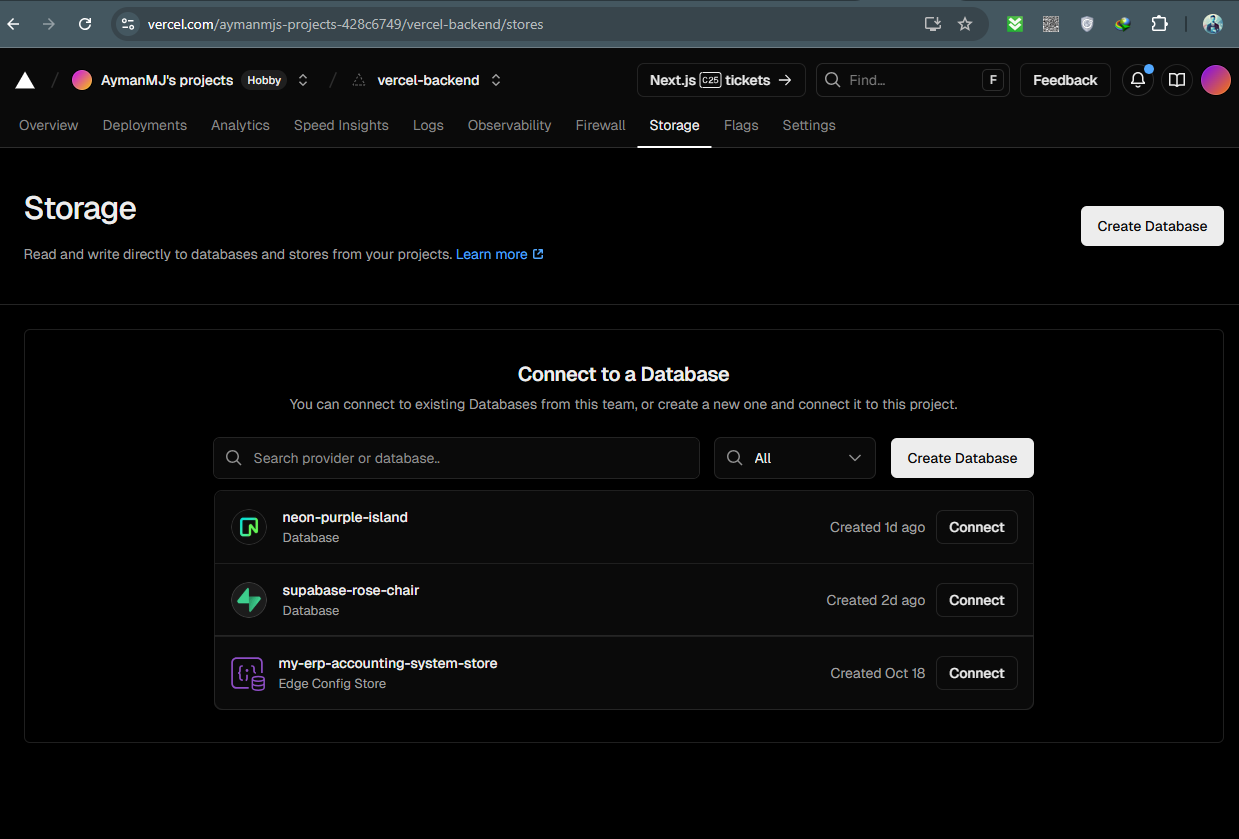 vercel.com/aymanmjs-projects-428c6749/vercel-backend/stores
AymanMJ's projects Hobby vercel-backend Next.js C25 tickets → Find... F Feedback
Overview Deployments Analytics Speed Insights Logs Observability Firewall Storage Flags Settings
Storage
Create Database
Read and write directly to databases and stores from your projects. Learn more
Connect to a Database
You can connect to existing Databases from this team, or create a new one and connect it to this project.
Search provider or database.. All Create Database
neon-purple-island
Database
Created 1d ago Connect
supabase-rose-chair
Database
Created 2d ago Connect
my-erp-accounting-system-store
Edge Config Store
Created Oct 18 Connect